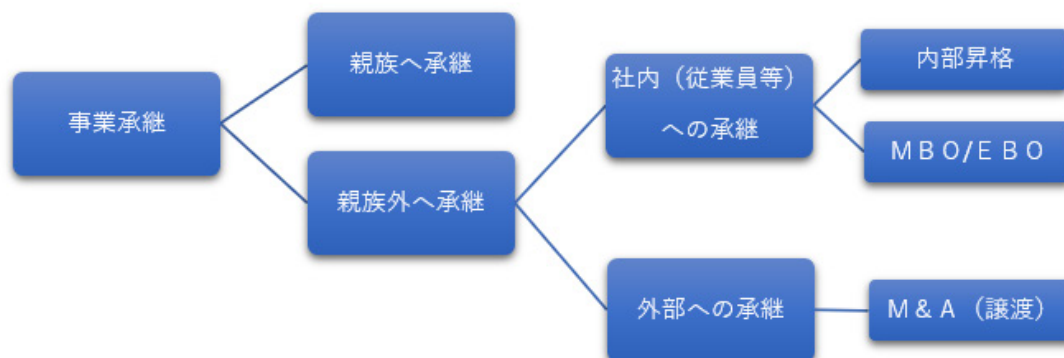 事業承継
親族へ承継
親族外へ承継
社内（従業員等）
への承継
外部への承継
内部昇格
ＭＢＯ/ＥＢＯ
Ｍ＆Ａ（譲渡）